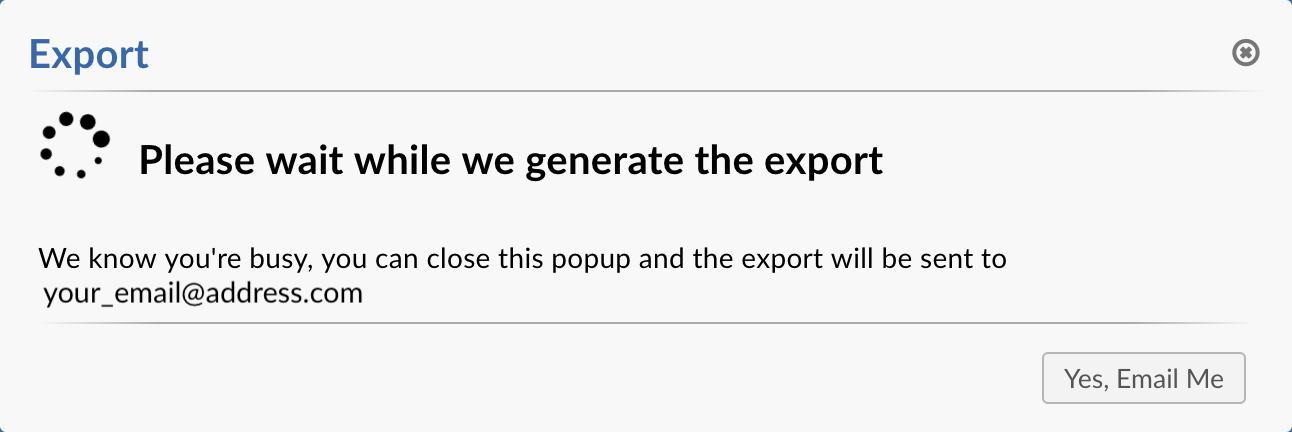 Export
Please wait while we generate the export
We know you're busy, you can close this popup and the export will be sent to
your_email@address.com
Yes, Email Me